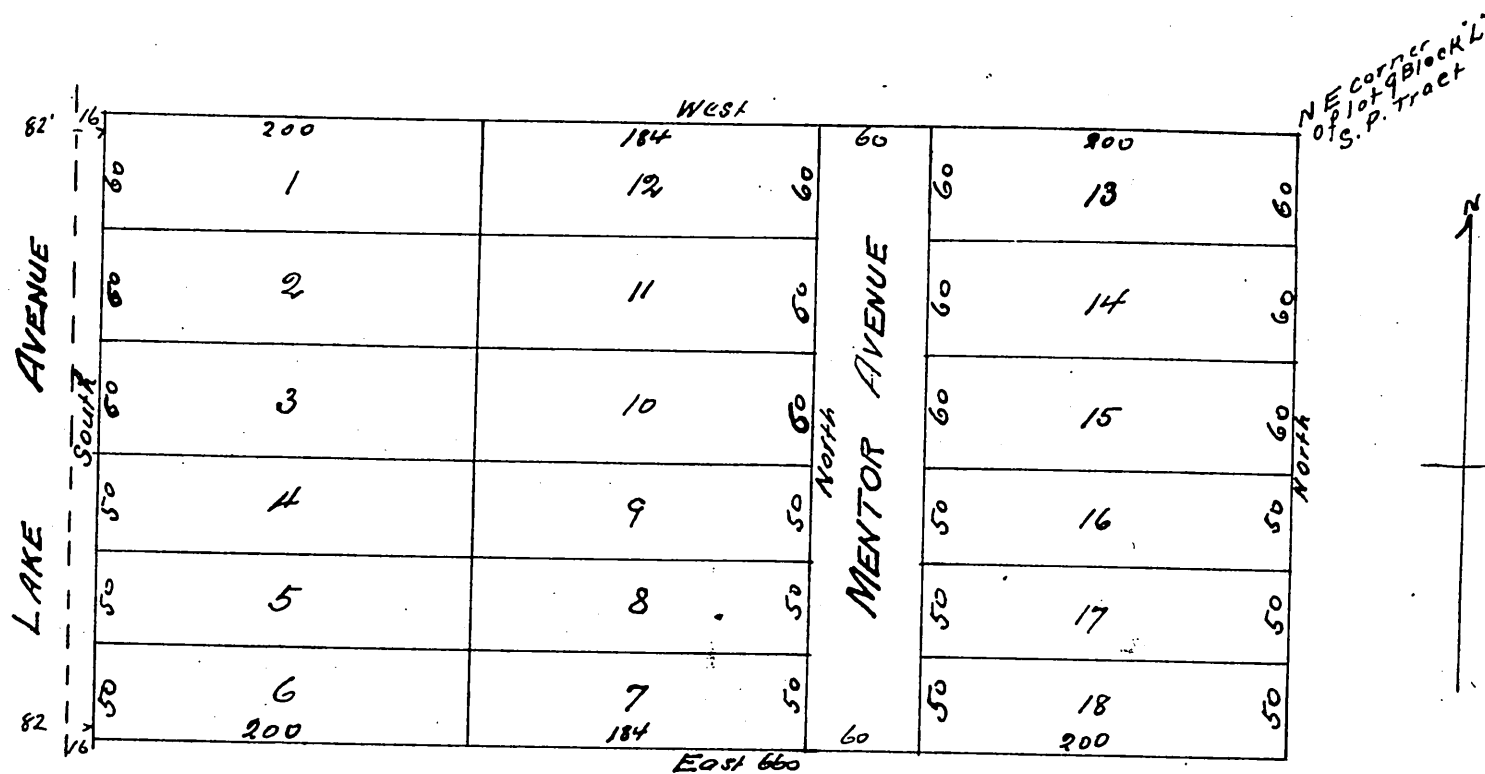 N E corner
of plot 9 Block "L"
of S. P. Tract
West
82' 16 200 184 60 200
60 1 12 60 60 13 60
60 2 11 60 60 14 60
60 3 10 60 60 15 60
50 4 9 50 50 16 50
50 5 8 50 50 17 50
50 6 7 50 50 18 50
82 16 200 184 60 200
East 660
LAKE AVENUE
South
North
MENTOR AVENUE
North
N